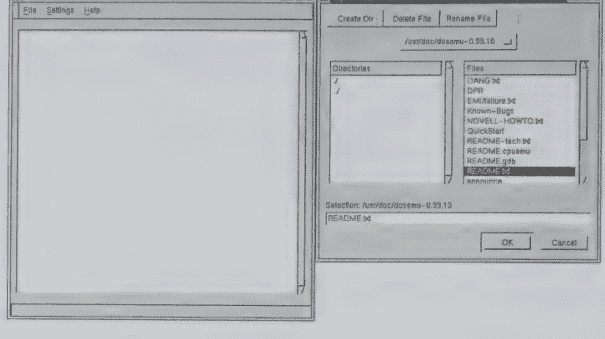 File Settings Help
Create Dir Delete File Rename File
/usr/doc/dosemu-0.99.10
Directories
./
../
Files
DANG.txt
DPR
EMUfailure.txt
Known-Bugs
NOVELL-HOWTO.txt
QuickStart
README-tech.txt
README.cpuemu
README.gdb
README.txt
announce
Selection: /usr/doc/dosemu-0.99.10
README.txt
OK Cancel